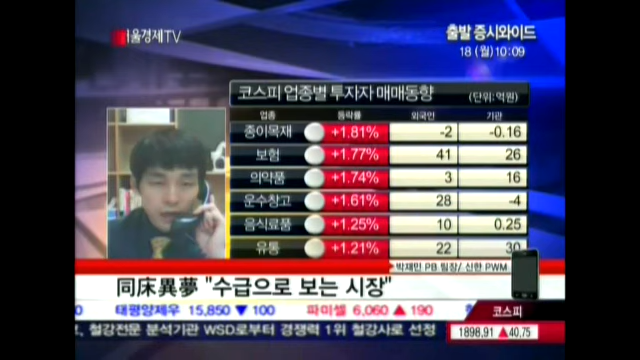 서울경제TV
출발 증시와이드
18 (월) 10:09
코스피 업종별 투자자 매매동향 (단위:억원)
업종 등락률 외국인 기관
종이목재 +1.81% -2 -0.16
보험 +1.77% 41 26
의약품 +1.74% 3 16
운수창고 +1.61% 28 -4
음식료품 +1.25% 10 0.25
유통 +1.21% 22 30
박재민 PB 팀장/ 신한 PWM
同床異夢 "수급으로 보는 시장"
0 태평양제우 15,850 ▼ 100 파미셀 6,060 ▲ 190 코스피
철강전문 분석기관 WSD로부터 경쟁력 1위 철강사로 선정 1898.91 ▲40.75